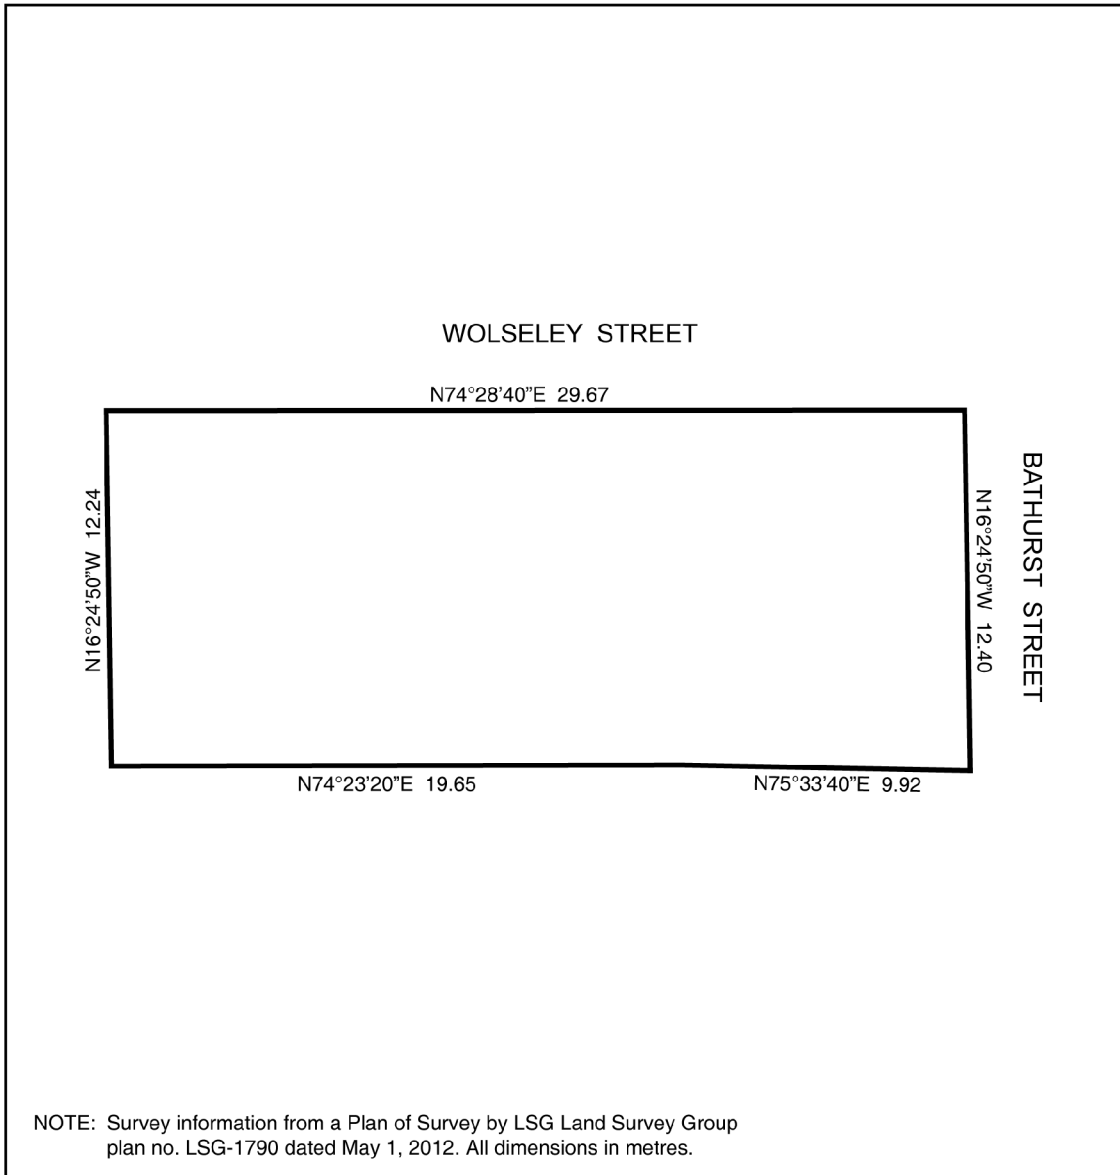 WOLSELEY STREET
N74°28'40"E 29.67
N16°24'50"W 12.24
N16°24'50"W 12.40
BATHURST STREET
N74°23'20"E 19.65
N75°33'40"E 9.92
NOTE: Survey information from a Plan of Survey by LSG Land Survey Group
plan no. LSG-1790 dated May 1, 2012. All dimensions in metres.